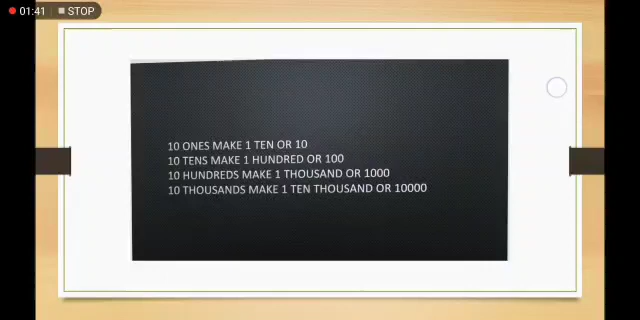 01:41 STOP
10 ONES MAKE 1 TEN OR 10
10 TENS MAKE 1 HUNDRED OR 100
10 HUNDREDS MAKE 1 THOUSAND OR 1000
10 THOUSANDS MAKE 1 TEN THOUSAND OR 10000